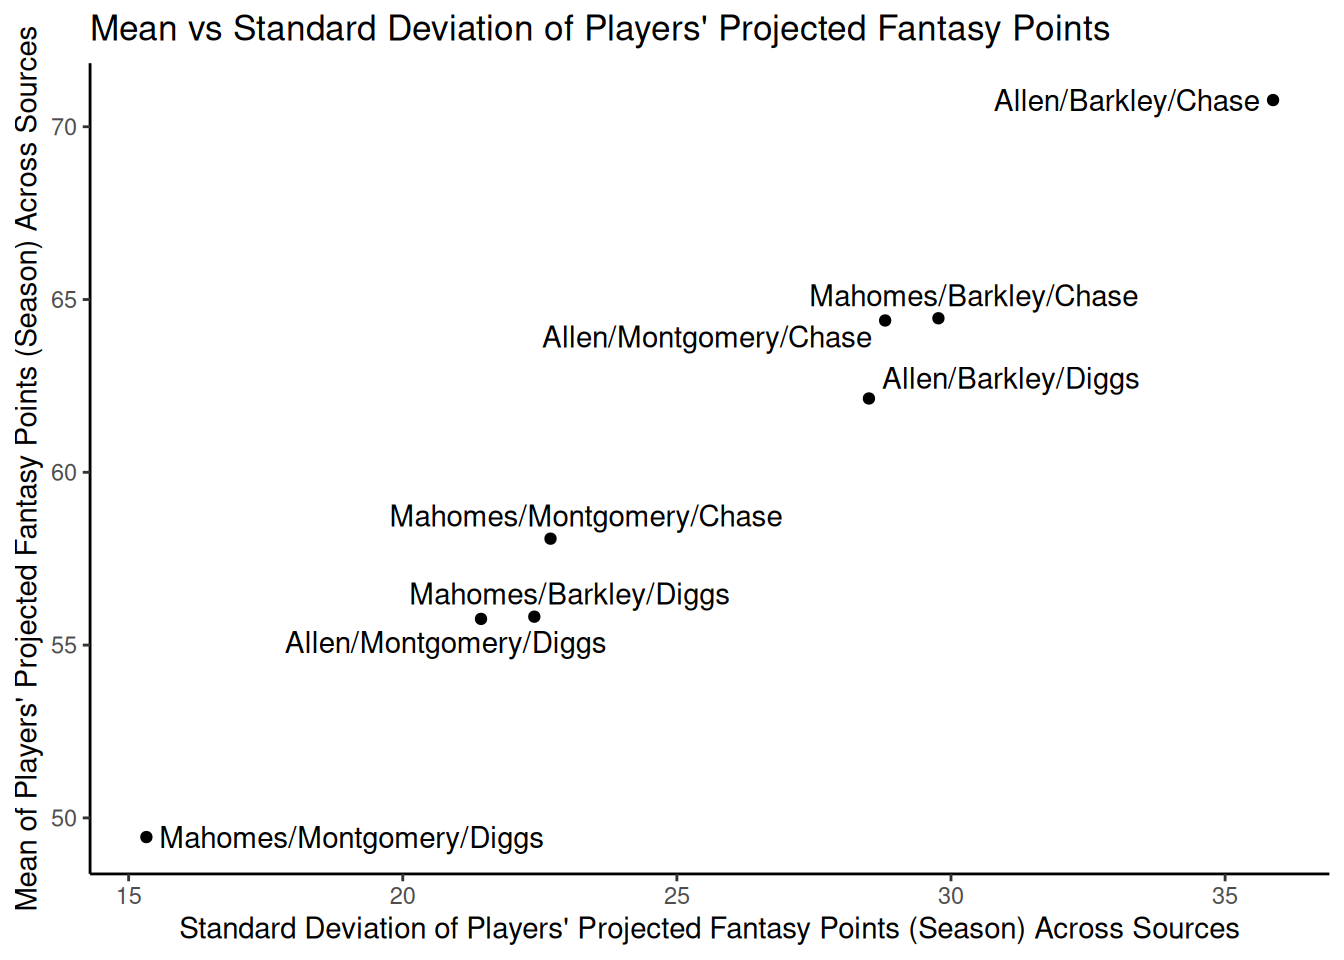 Mean vs Standard Deviation of Players' Projected Fantasy Points
Mean of Players' Projected Fantasy Points (Season) Across Sources
70
65
60
55
50
Allen/Barkley/Chase
Mahomes/Barkley/Chase
Allen/Montgomery/Chase
Allen/Barkley/Diggs
Mahomes/Montgomery/Chase
Mahomes/Barkley/Diggs
Allen/Montgomery/Diggs
Mahomes/Montgomery/Diggs
15 20 25 30 35
Standard Deviation of Players' Projected Fantasy Points (Season) Across Sources